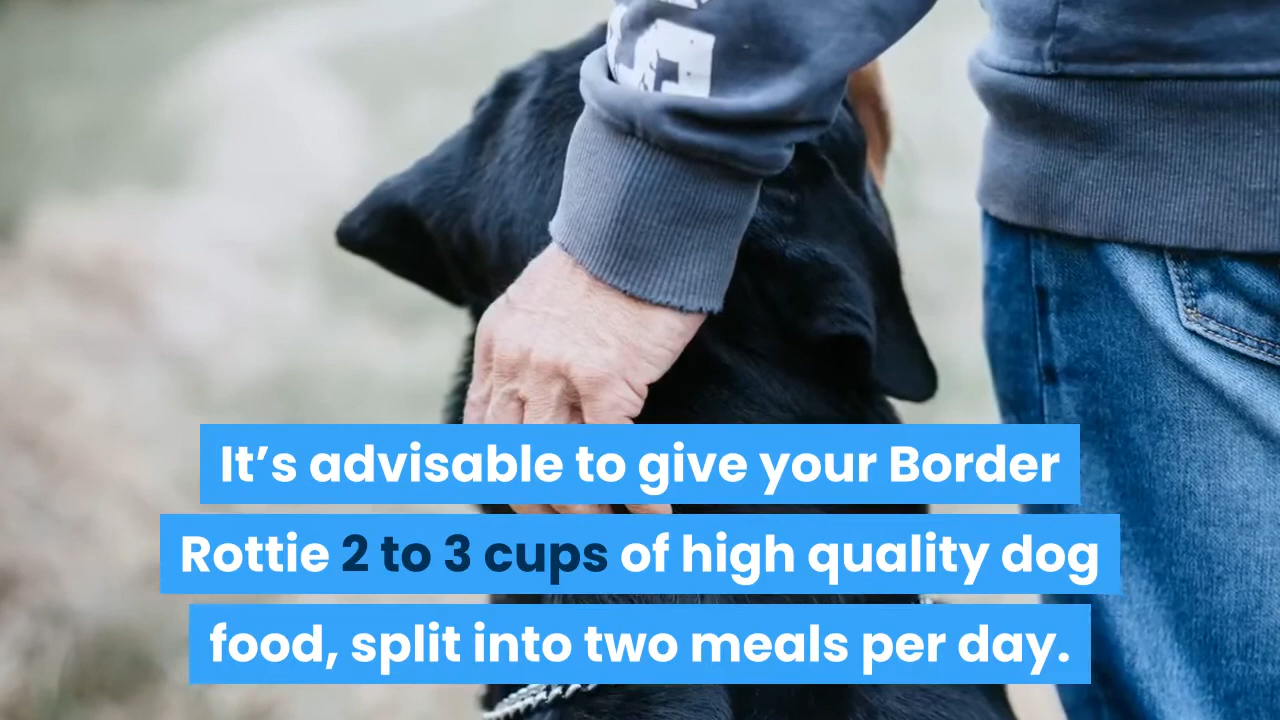 It’s advisable to give your Border
Rottie 2 to 3 cups of high quality dog
food, split into two meals per day.